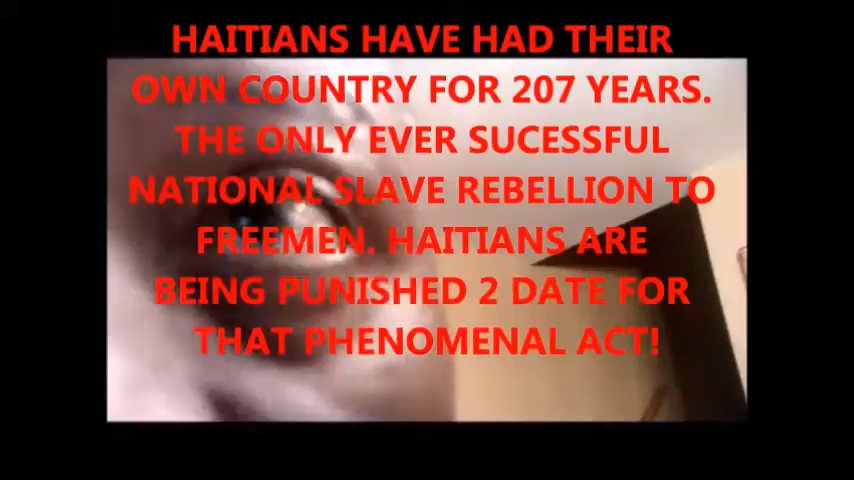 HAITIANS HAVE HAD THEIR
OWN COUNTRY FOR 207 YEARS.
THE ONLY EVER SUCESSFUL
NATIONAL SLAVE REBELLION TO
FREEMEN. HAITIANS ARE
BEING PUNISHED 2 DATE FOR
THAT PHENOMENAL ACT!